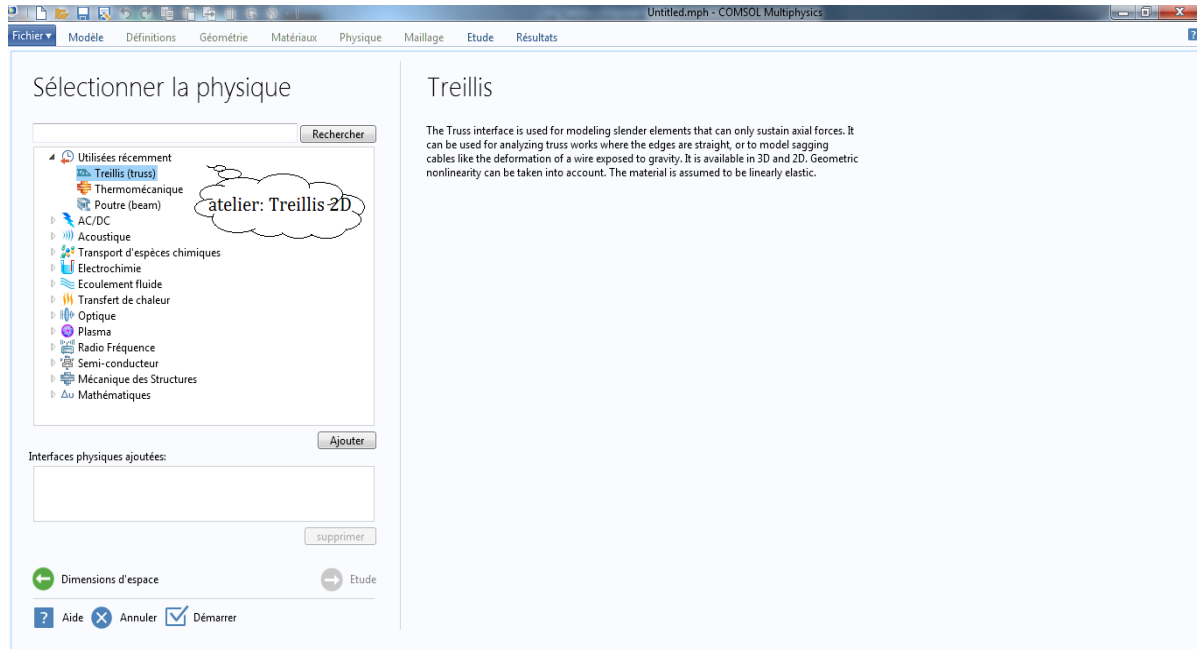 Untitled.mph - COMSOL Multiphysics
Fichier Modèle Définitions Géométrie Matériaux Physique Maillage Etude Résultats
?
Sélectionner la physique
Rechercher
Utilisées récemment
Treillis (truss)
Thermomécanique
Poutre (beam)
atelier: Treillis 2D
AC/DC
Acoustique
Transport d'espèces chimiques
Electrochimie
Ecoulement fluide
Transfert de chaleur
Optique
Plasma
Radio Fréquence
Semi-conducteur
Mécanique des Structures
Δu Mathématiques
Ajouter
Interfaces physiques ajoutées:
supprimer
Dimensions d'espace
Etude
? Aide Annuler Démarrer
Treillis
The Truss interface is used for modeling slender elements that can only sustain axial forces. It
can be used for analyzing truss works where the edges are straight, or to model sagging
cables like the deformation of a wire exposed to gravity. It is available in 3D and 2D. Geometric
nonlinearity can be taken into account. The material is assumed to be linearly elastic.